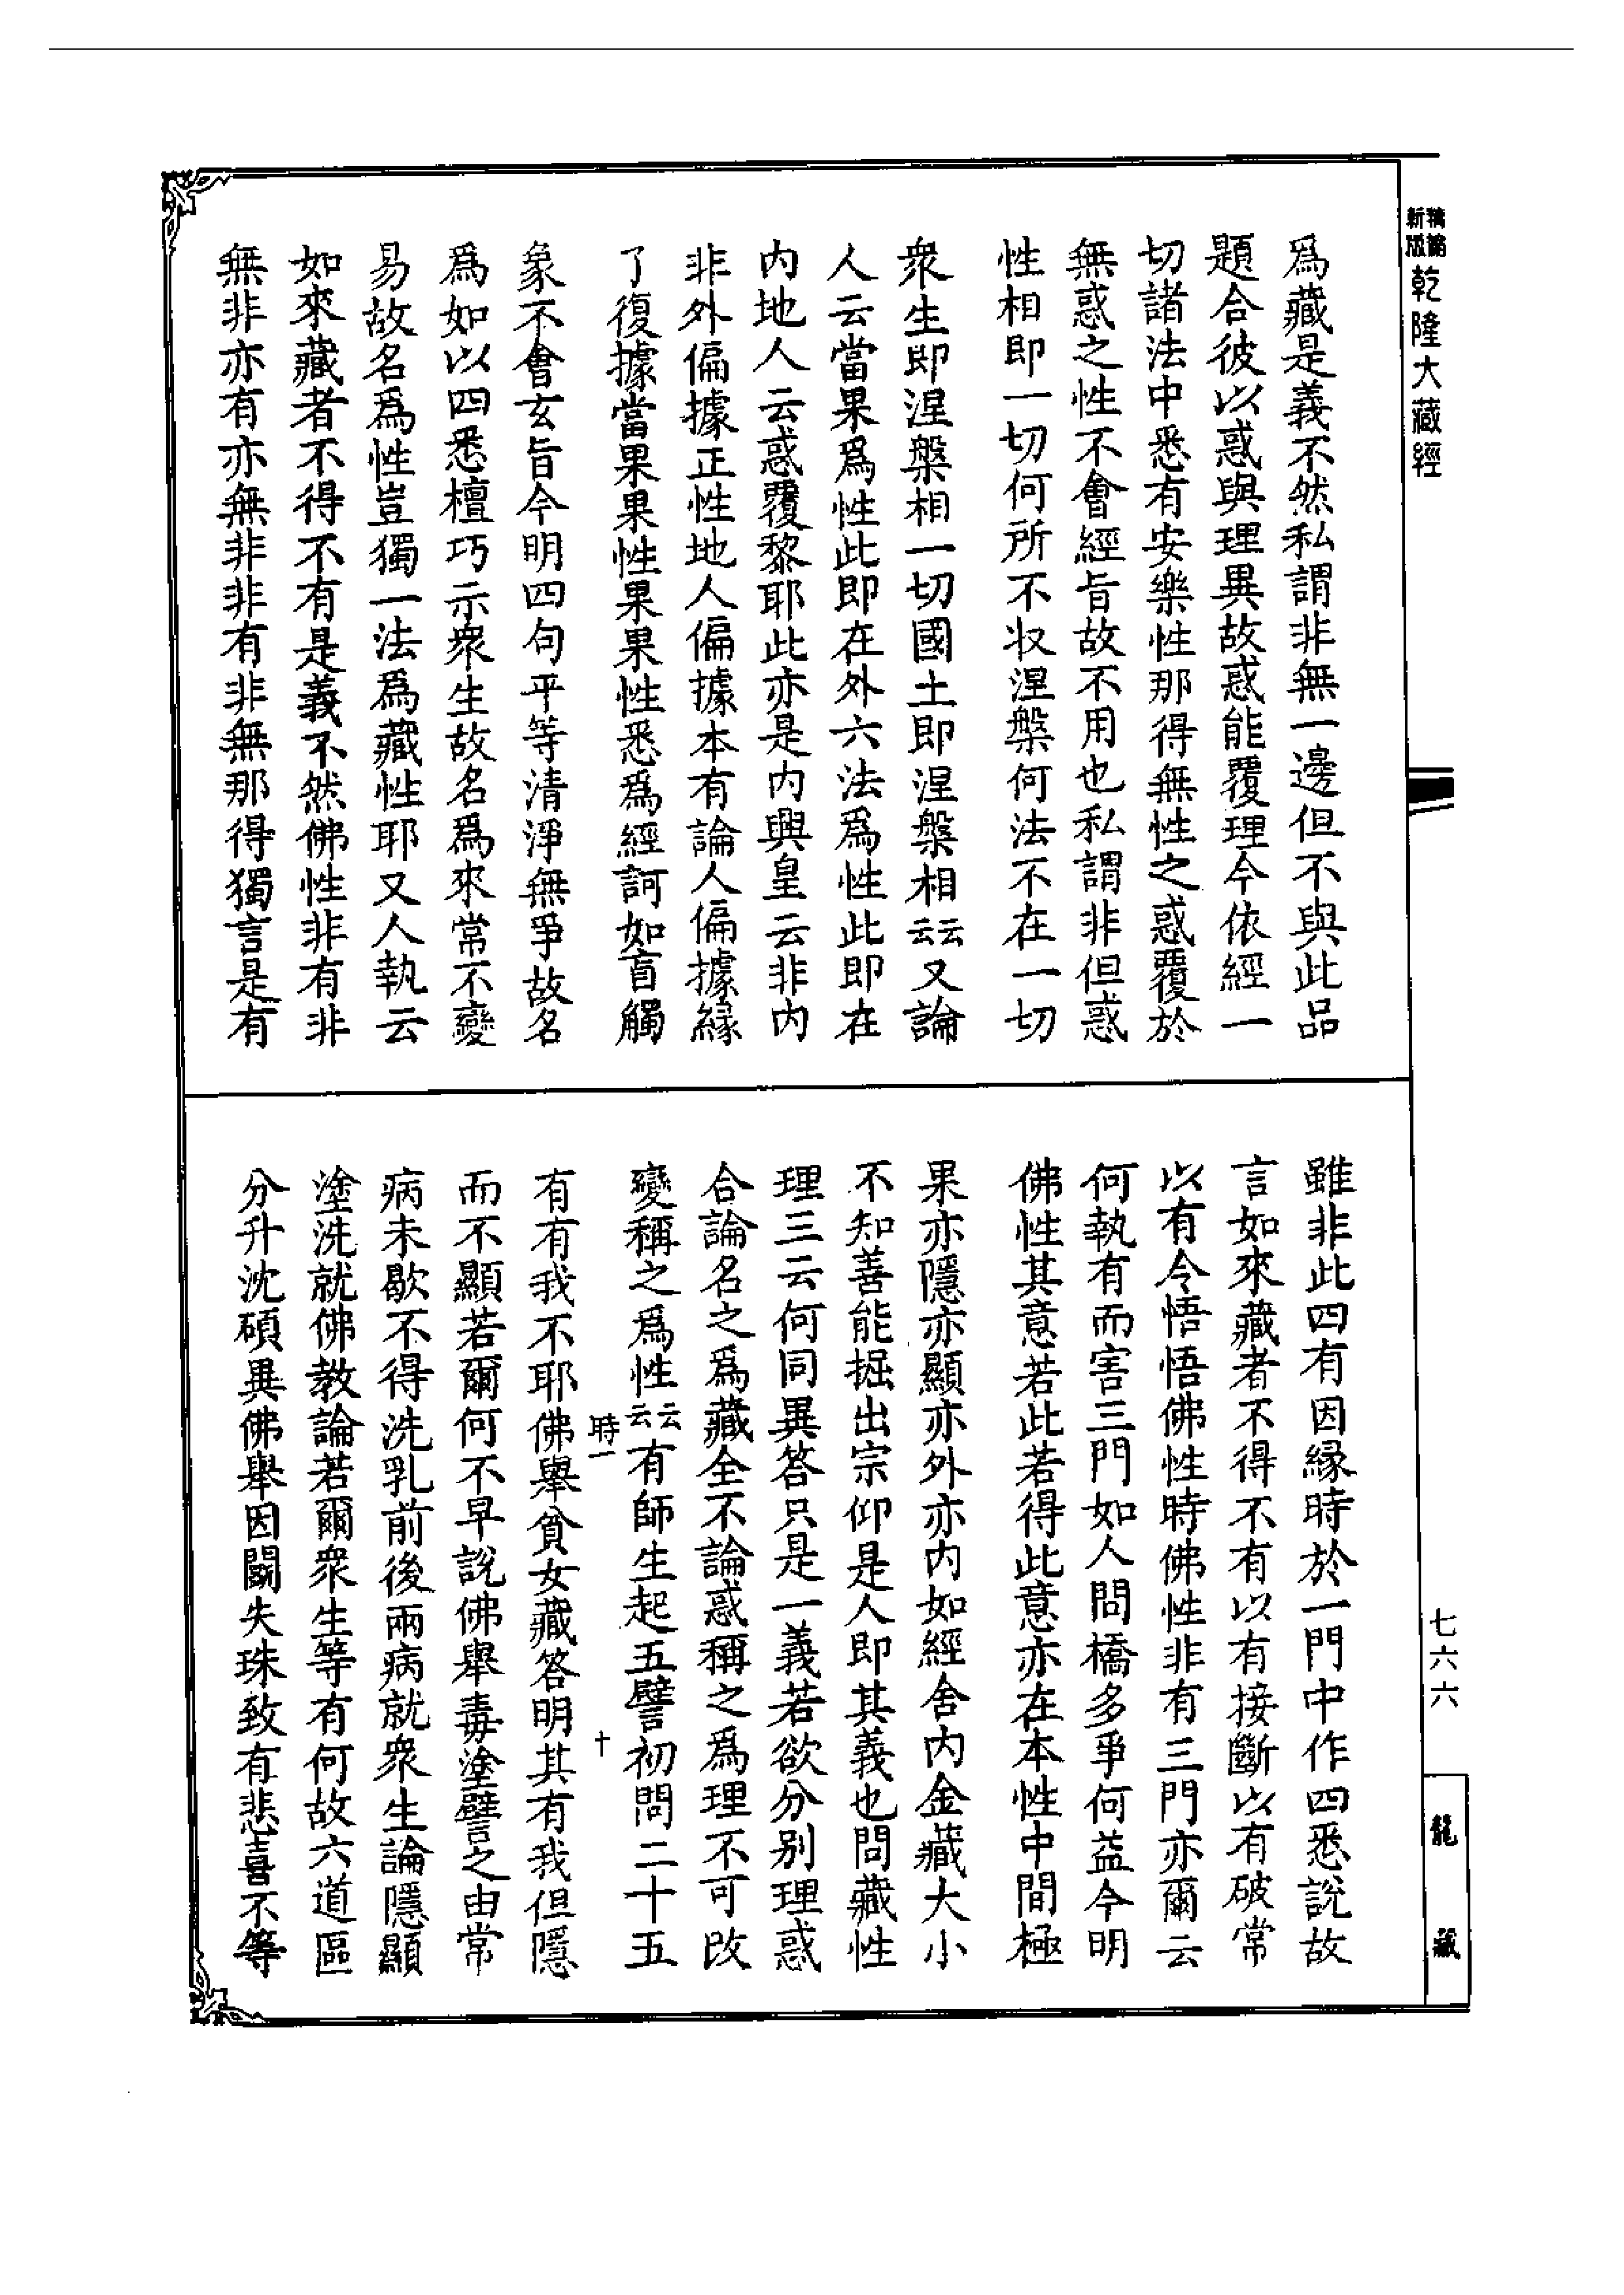 新編
新版
乾隆大藏經
爲藏是義不然私謂非無一邊但不與此品
題合彼以惑與理異故惑能覆理今依經一
切諸法中悉有安樂性那得無性之惑覆於
無惑之性不會經旨故不用也私謂非但惑
性相即一切何所不收涅槃何法不在一切
衆生即涅槃相一切國土即涅槃相云云又論
人云當果爲性此即在外六法爲性此即在
内地人云惑覆黎耶此亦是内興皇云非内
非外偏據正性地人偏據本有論人偏據縁
了復據當果果性果果性悉爲經訶如盲觸
象不會玄旨今明四句平等清淨無爭故名
爲如以四悉檀巧示衆生故名爲來常不變
易故名爲性豈獨一法爲藏性耶又人執云
如來藏者不得不有是義不然佛性非有非
無非亦有亦無非非有非無那得獨言是有
雖非此四有因縁時於一門中作四悉說故
言如來藏者不得不有以有接斷以有破常
以有令悟悟佛性時佛性非有三門亦爾云
何執有而害三門如人問橋多爭何益今明
佛性其意若此若得此意亦在本性中間極
果亦隱亦顯亦外亦内如經舍内金藏大小
不知善能掘出宗仰是人即其義也問藏性
理三云何同異答只是一義若欲分别理惑
合論名之爲藏全不論惑稱之爲理不可改
變稱之爲性云云有師生起五譬初問二十五
時一
十
有有我不耶佛舉貧女藏答明其有我但隱
而不顯若爾何不早說佛舉毒塗譬之由常
病未歇不得洗乳前後兩病就衆生論隱顯
塗洗就佛教論若爾衆生等有何故六道區
分升沈碩異佛舉因鬭失珠致有悲喜不等
七六六
龍藏